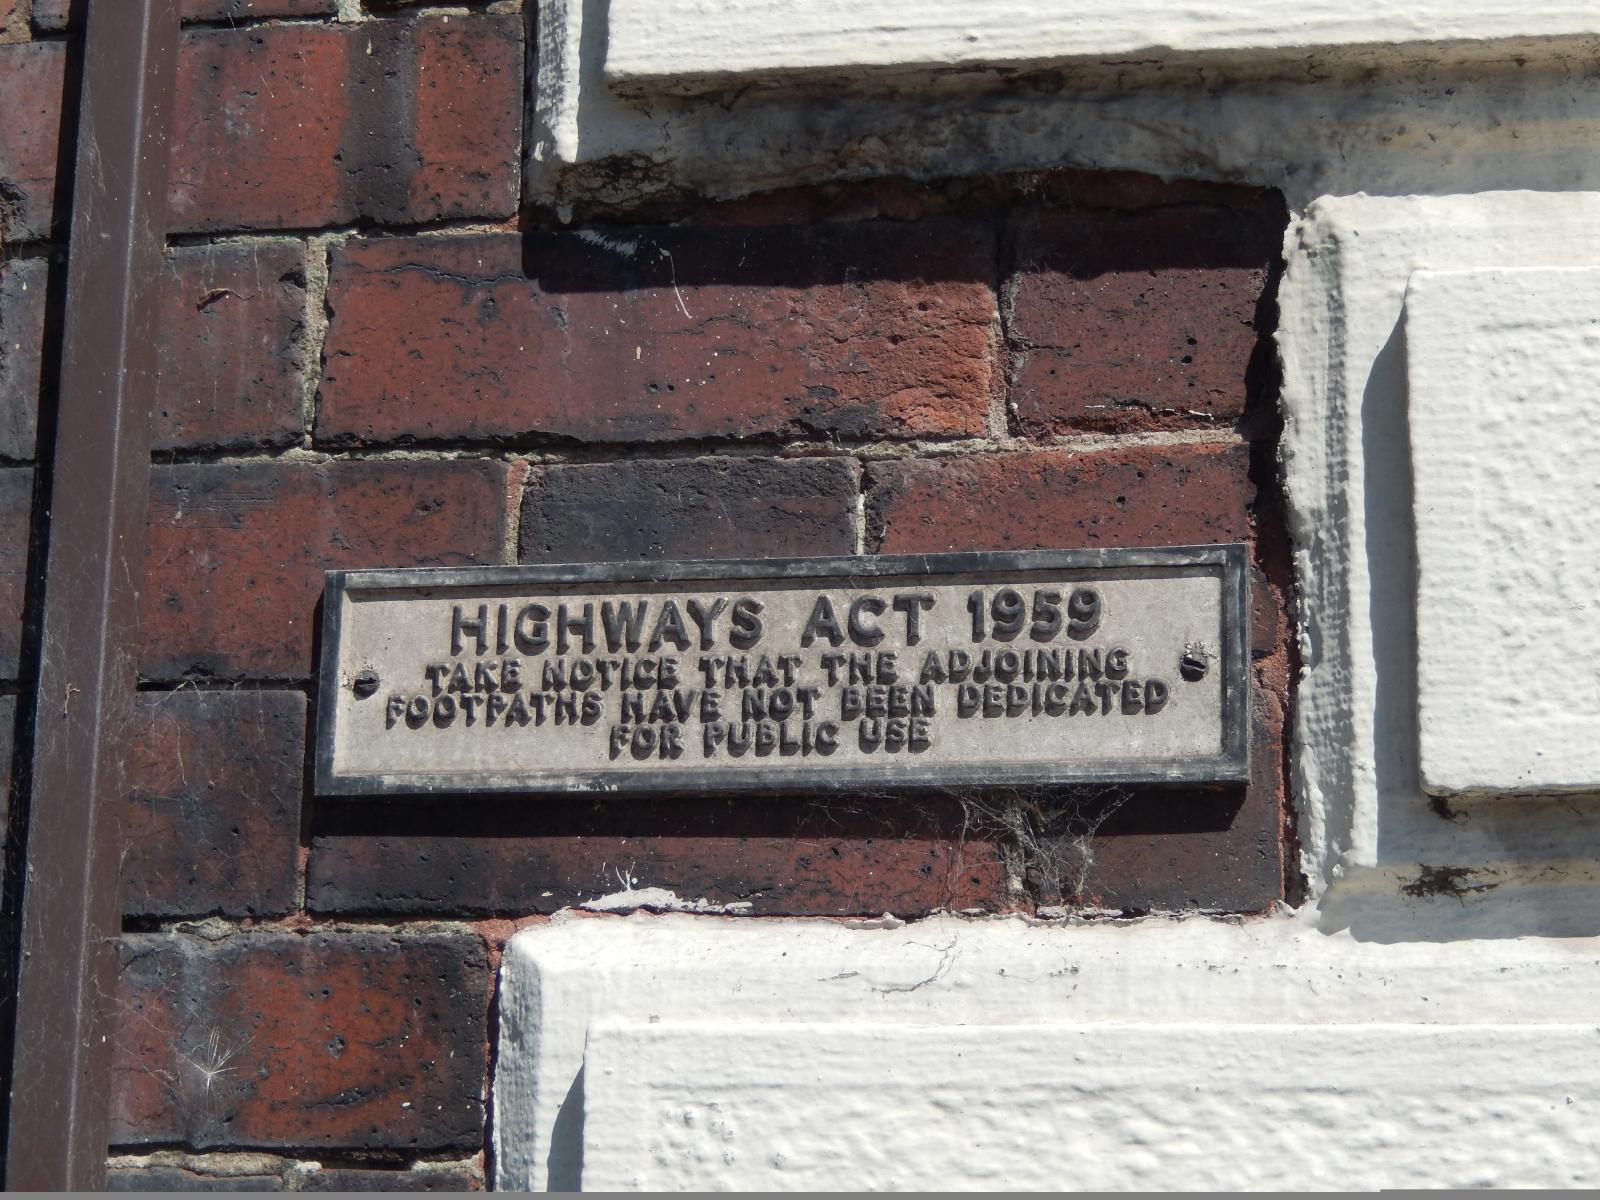 HIGHWAYS ACT 1959
TAKE NOTICE THAT THE ADJOINING
FOOTPATHS HAVE NOT BEEN DEDICATED
FOR PUBLIC USE